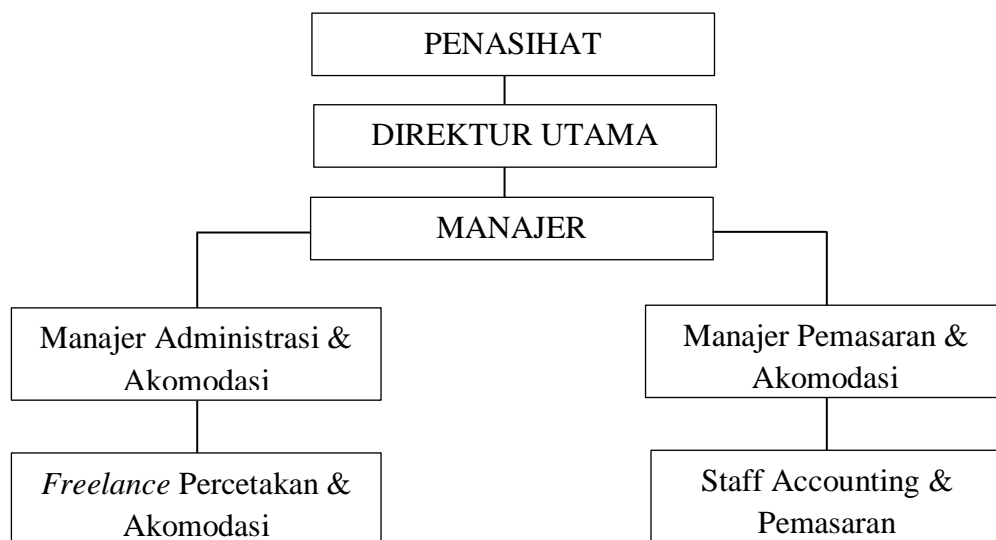 PENASIHAT
DIREKTUR UTAMA
MANAJER
Manajer Administrasi &
Akomodasi
Manajer Pemasaran &
Akomodasi
Freelance Percetakan &
Akomodasi
Staff Accounting &
Pemasaran